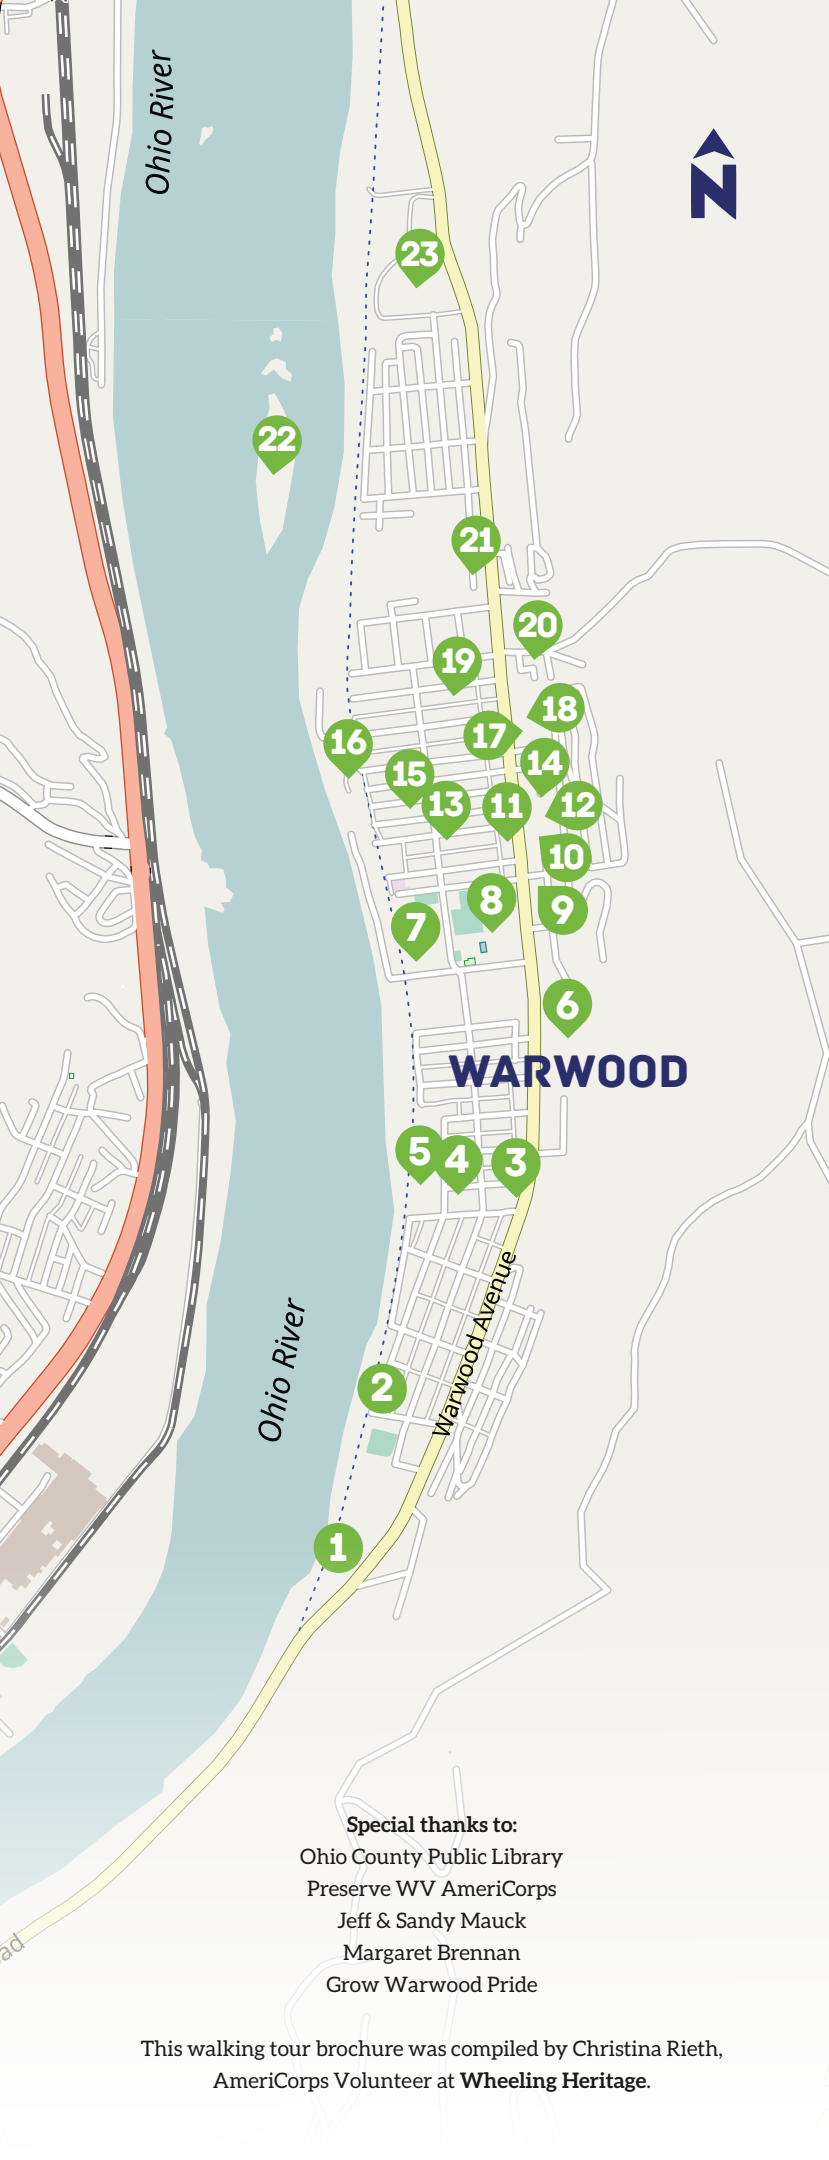 Ohio River
N
23
22
21
20
19
18
17
16
15
14
13
12
11
10
9
8
7
6
WARWOOD
5
4
3
Warwood Avenue
Ohio River
2
1
Special thanks to:
Ohio County Public Library
Preserve WV AmeriCorps
Jeff & Sandy Mauck
Margaret Brennan
Grow Warwood Pride
ad
This walking tour brochure was compiled by Christina Rieth,
AmeriCorps Volunteer at Wheeling Heritage.